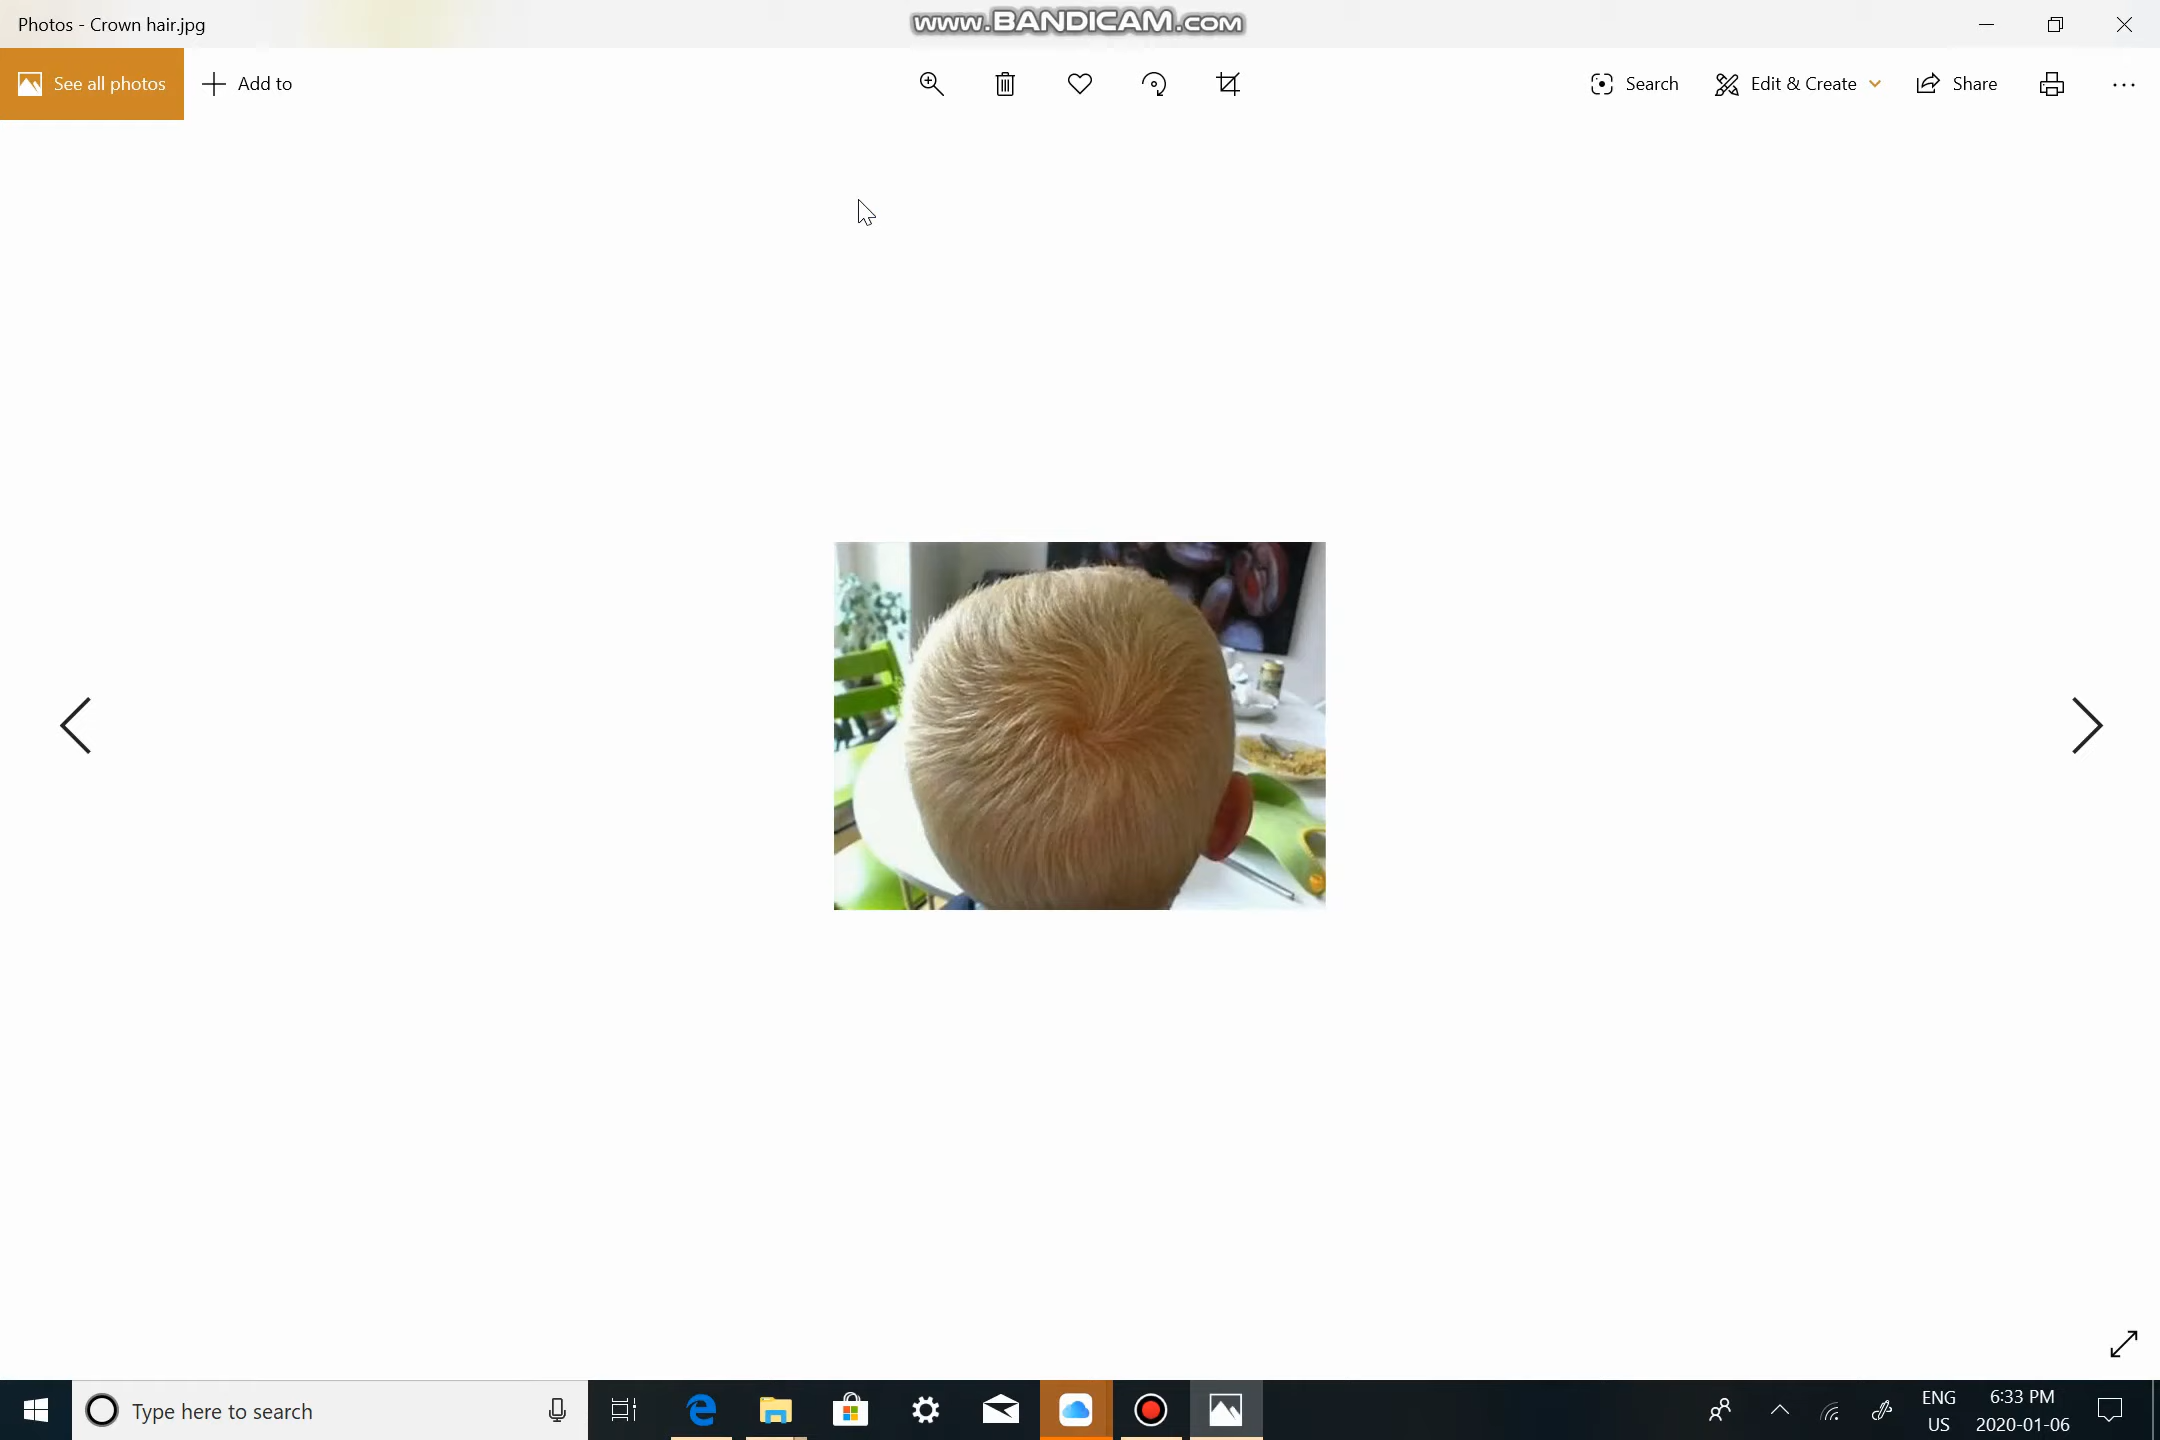 Photos - Crown hair.jpg
www.BANDICAM.com
See all photos
Add to
Search
Edit & Create
Share
Type here to search
ENG
US
6:33 PM
2020-01-06